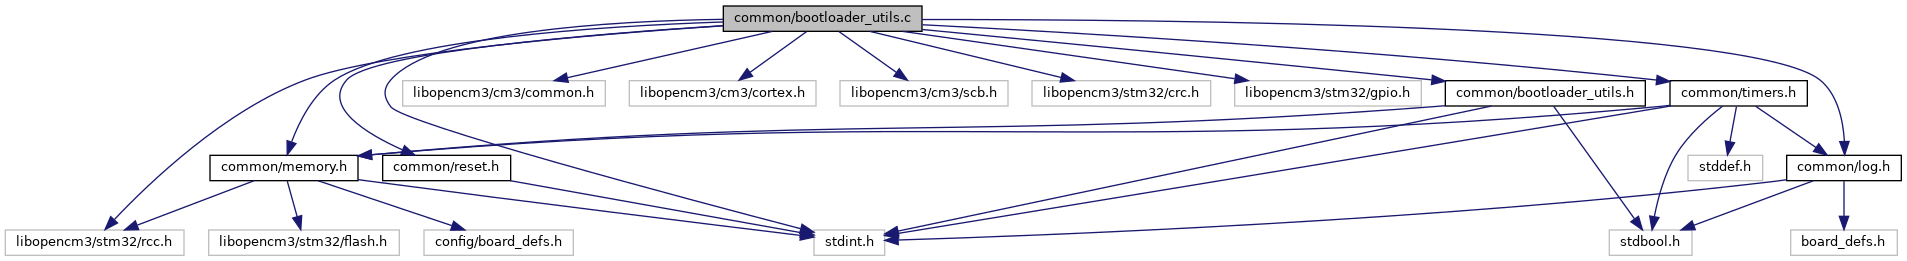 common/bootloader_utils.c
libopencm3/cm3/common.h
libopencm3/cm3/cortex.h
libopencm3/cm3/scb.h
libopencm3/stm32/crc.h
libopencm3/stm32/gpio.h
common/bootloader_utils.h
common/timers.h
common/memory.h
common/reset.h
stddef.h
common/log.h
libopencm3/stm32/rcc.h
libopencm3/stm32/flash.h
config/board_defs.h
stdint.h
stdbool.h
board_defs.h